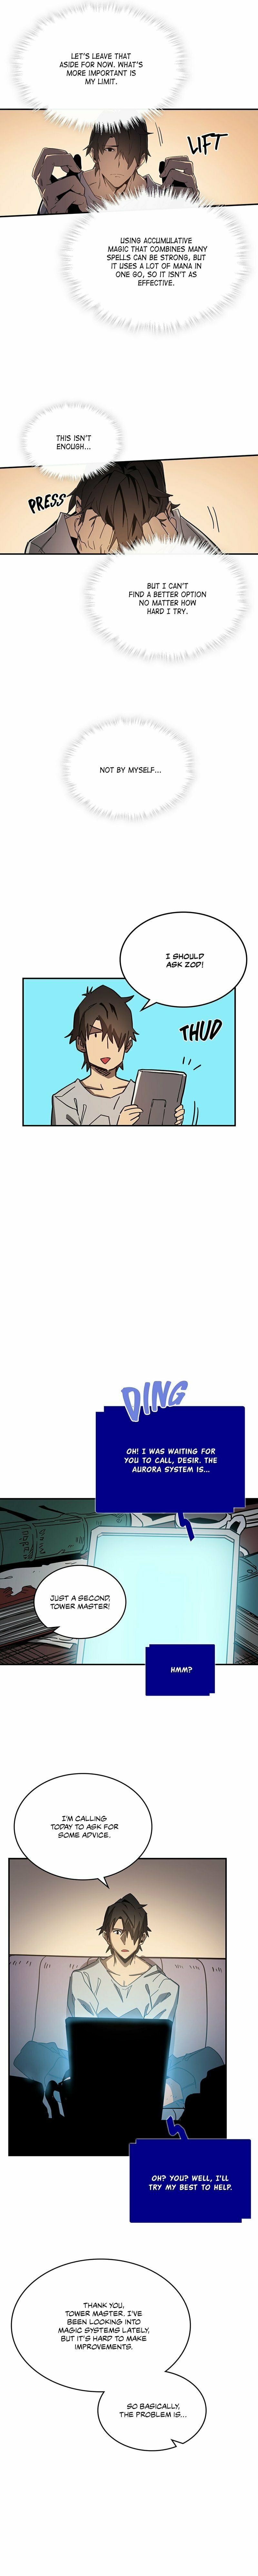 LET'S LEAVE THAT
ASIDE FOR NOW. WHAT'S
MORE IMPORTANT IS
MY LIMIT.
LIFT
USING ACCUMULATIVE
MAGIC THAT COMBINES MANY
SPELLS CAN BE STRONG, BUT
IT USES A LOT OF MANA IN
ONE GO, SO IT ISN'T AS
EFFECTIVE.
THIS ISN'T
ENOUGH...
PRESS
BUT I CAN'T
FIND A BETTER OPTION
NO MATTER HOW
HARD I TRY.
NOT BY MYSELF...
I SHOULD
ASK ZOD!
THUD
DING
OH! I WAS WAITING FOR
YOU TO CALL, DESIR. THE
AURORA SYSTEM IS...
JUST A SECOND,
TOWER MASTER!
HMM?
I'M CALLING
TODAY TO ASK FOR
SOME ADVICE.
OH? YOU? WELL, I'LL
TRY MY BEST TO HELP.
THANK YOU,
TOWER MASTER. I'VE
BEEN LOOKING INTO
MAGIC SYSTEMS LATELY,
BUT IT'S HARD TO MAKE
IMPROVEMENTS.
SO BASICALLY,
THE PROBLEM IS...